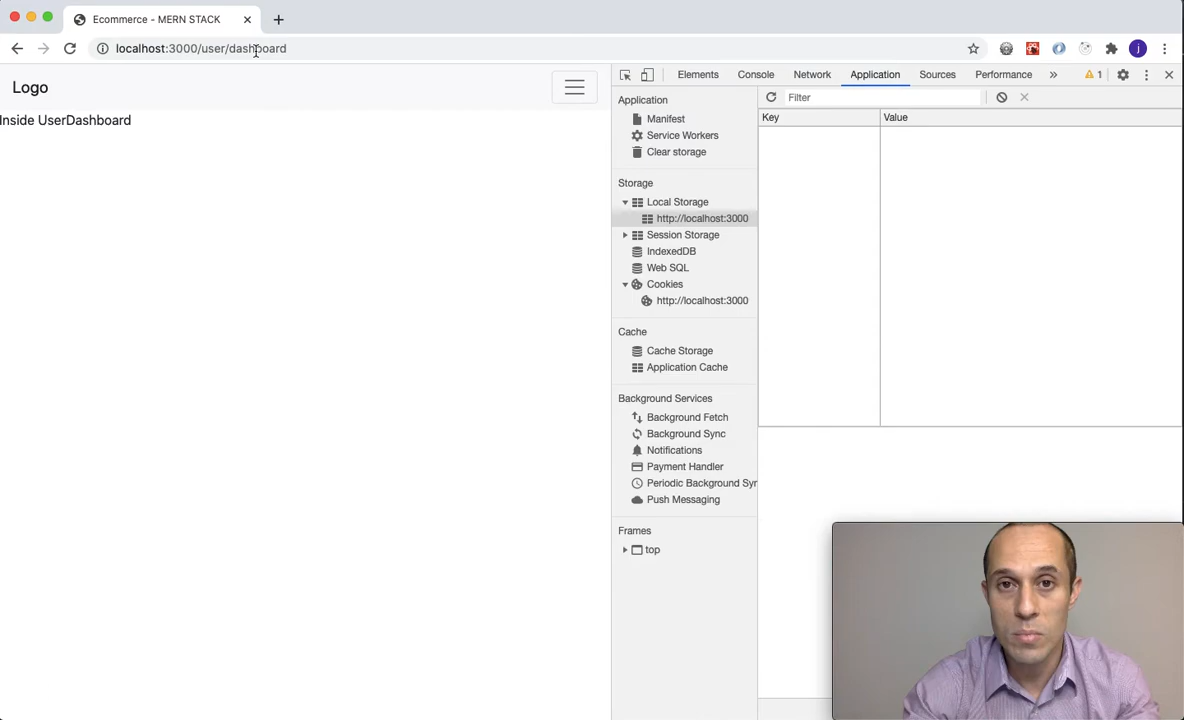 Ecommerce - MERN STACK
localhost:3000/user/dashboard
j
Logo
Inside UserDashboard
Elements Console Network Application Sources Performance » 1
Application
Manifest
Service Workers
Clear storage
Storage
Local Storage
http://localhost:3000
Session Storage
IndexedDB
Web SQL
Cookies
http://localhost:3000
Cache
Cache Storage
Application Cache
Background Services
Background Fetch
Background Sync
Notifications
Payment Handler
Periodic Background Syn
Push Messaging
Frames
top
Filter
Key Value